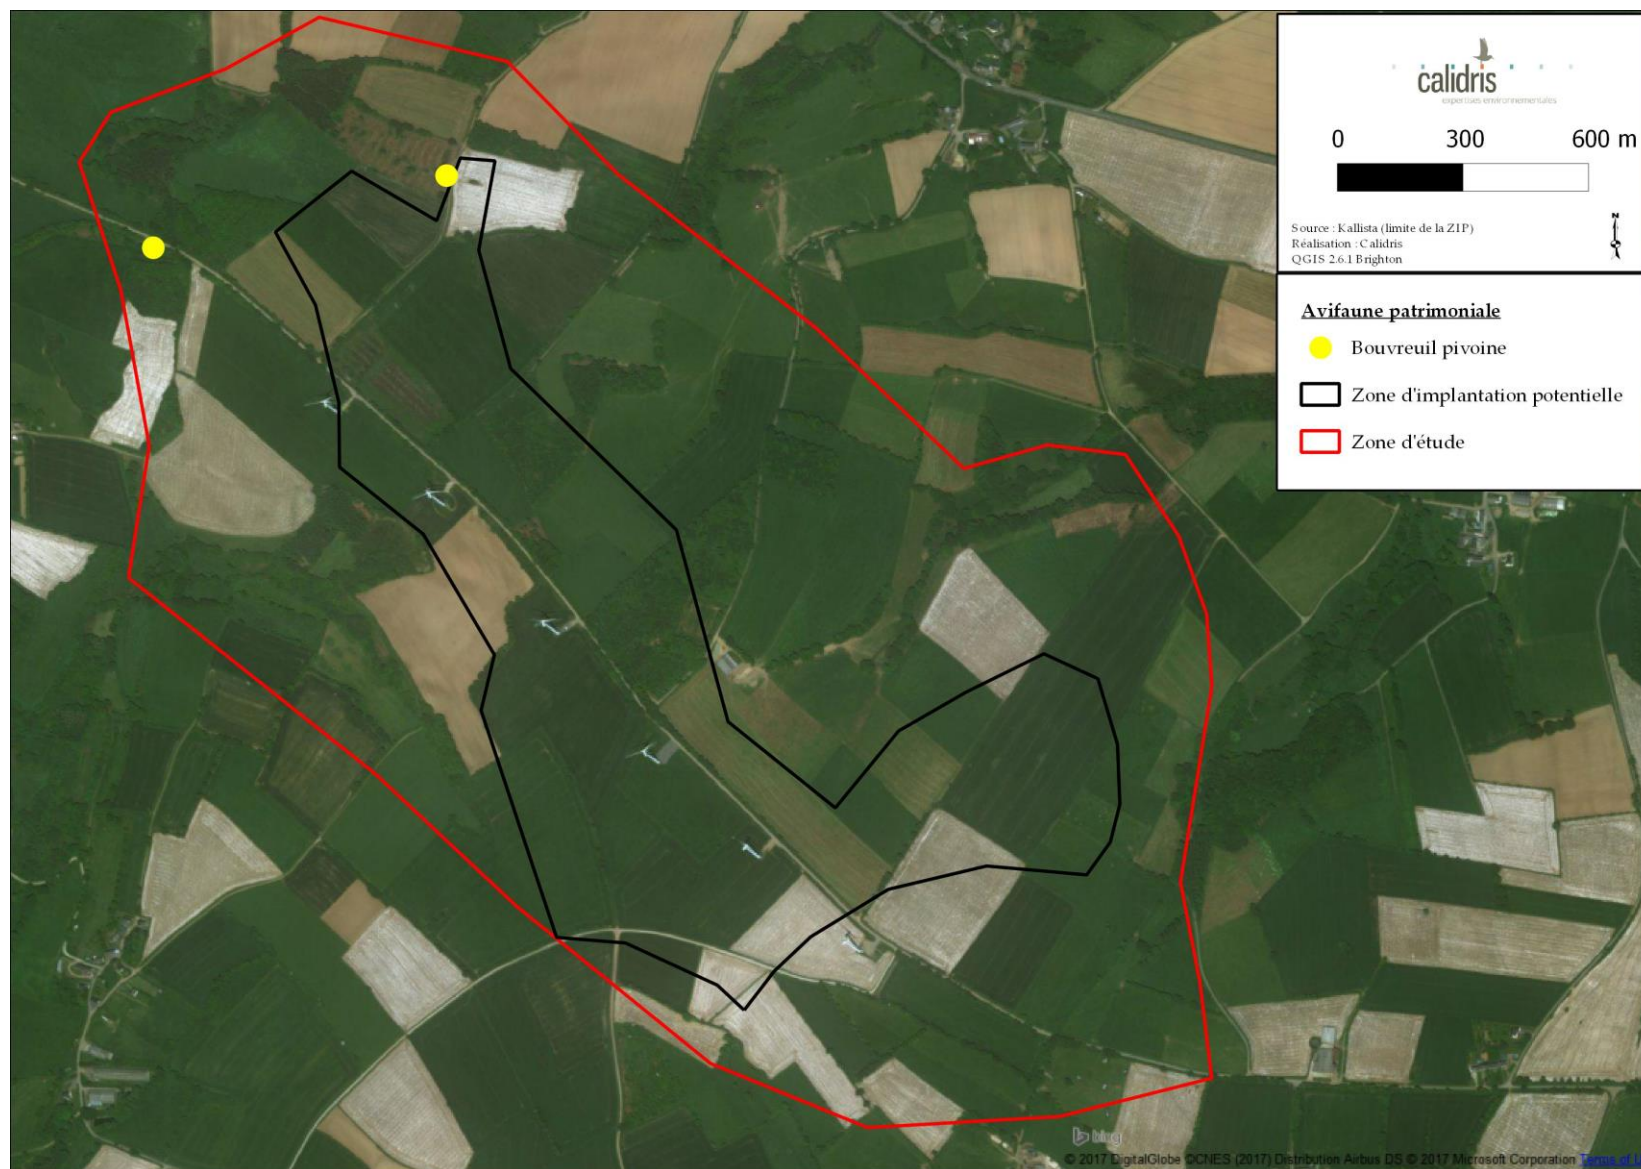 calidris
expertises environnementales
0 300 600 m
N
Source : Kallista (limite de la ZIP)
Réalisation : Calidris
QGIS 2.6.1 Brighton
Avifaune patrimoniale
Bouvreuil pivoine
Zone d'implantation potentielle
Zone d'étude
bing
© 2017 DigitalGlobe ©CNES (2017) Distribution Airbus DS © 2017 Microsoft Corporation Terms of U